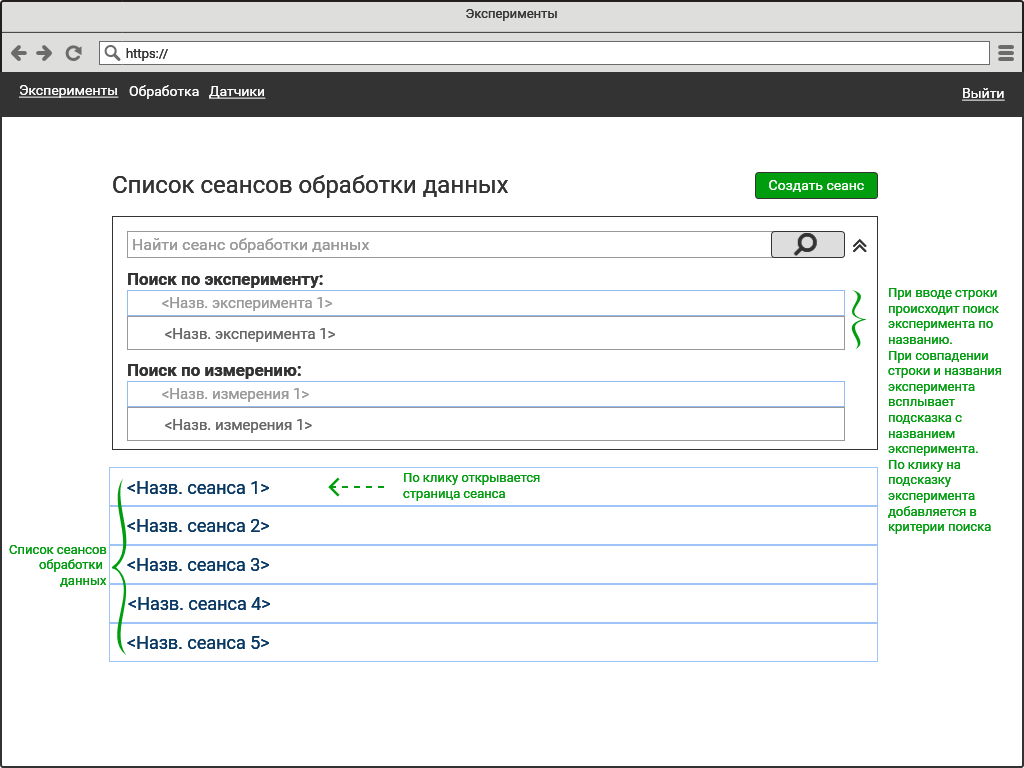 Эксперименты
https://
Эксперименты Обработка Датчики Выйти
Список сеансов обработки данных
Создать сеанс
Найти сеанс обработки данных
Поиск по эксперименту:
<Назв. эксперимента 1>
<Назв. эксперимента 1>
Поиск по измерению:
<Назв. измерения 1>
<Назв. измерения 1>
При вводе строки
происходит поиск
эксперимента по
названию.
При совпадении
строки и названия
эксперимента
всплывает
подсказка с
названием
эксперимента.
По клику на
подсказку
эксперимента
добавляется в
критерии поиска
<Назв. сеанса 1>
По клику открывается
страница сеанса
<Назв. сеанса 2>
<Назв. сеанса 3>
<Назв. сеанса 4>
<Назв. сеанса 5>
Список сеансов
обработки
данных